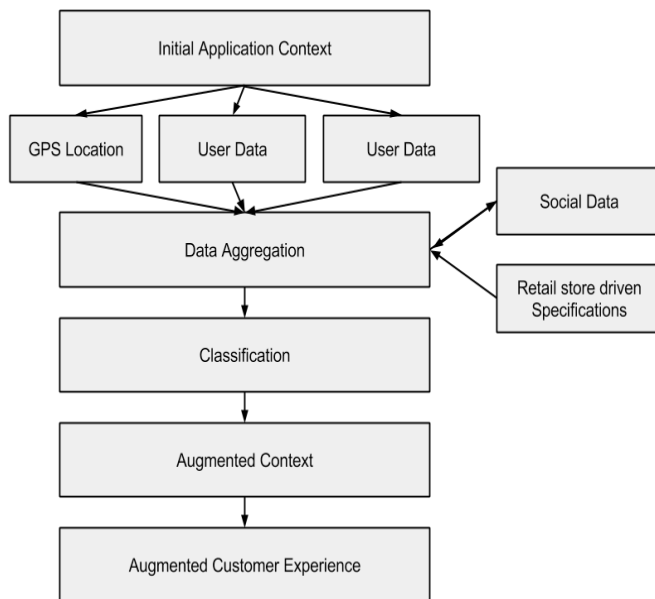 Initial Application Context
GPS Location
User Data
User Data
Social Data
Data Aggregation
Retail store driven
Specifications
Classification
Augmented Context
Augmented Customer Experience